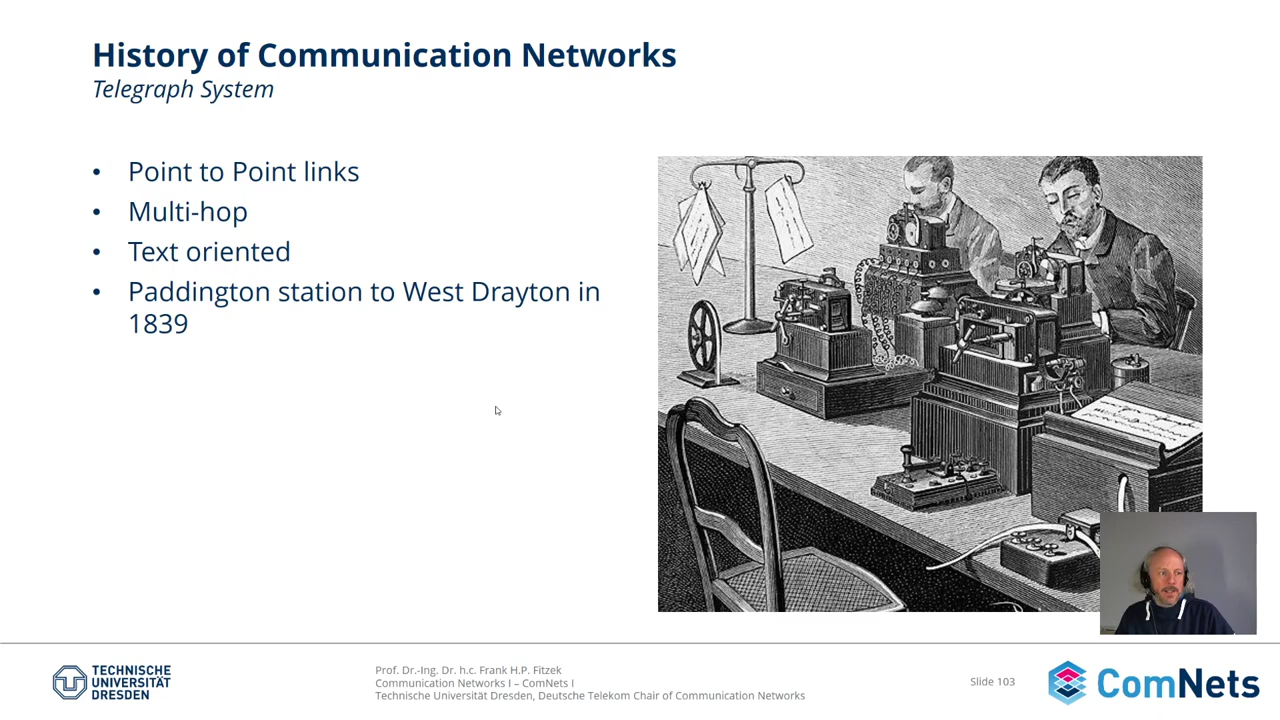 History of Communication Networks
Telegraph System
• Point to Point links
• Multi-hop
• Text oriented
• Paddington station to West Drayton in
1839
TECHNISCHE
UNIVERSITÄT
DRESDEN
Prof. Dr.-Ing. Dr. h.c. Frank H.P. Fitzek
Communication Networks I – ComNets I
Technische Universität Dresden, Deutsche Telekom Chair of Communication Networks
Slide 103
ComNets